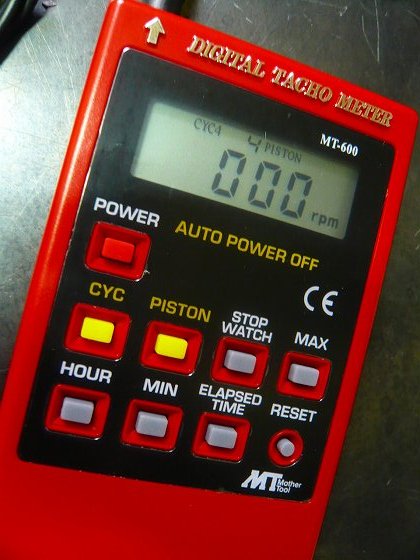 DIGITAL TACHO METER
MT-600
CYC4 4 PISTON
000 rpm
POWER
AUTO POWER OFF
CE
CYC
PISTON
STOP WATCH
MAX
HOUR
MIN
ELAPSED TIME
RESET
MT Mother Tool